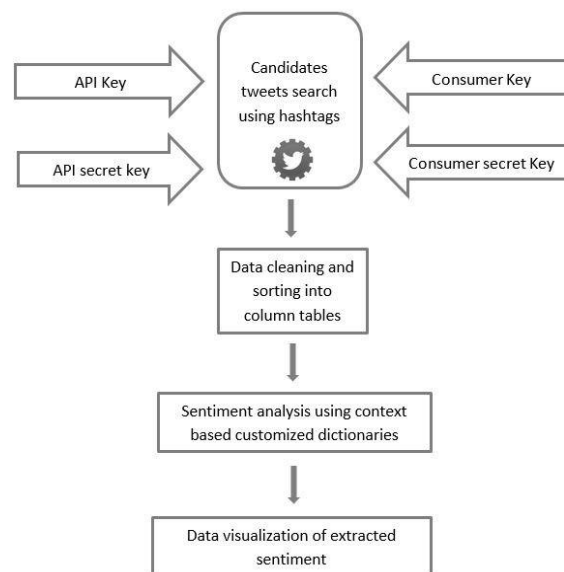 API Key
API secret key
Candidates
tweets search
using hashtags
Consumer Key
Consumer secret Key
Data cleaning and
sorting into
column tables
Sentiment analysis using context
based customized dictionaries
Data visualization of extracted
sentiment